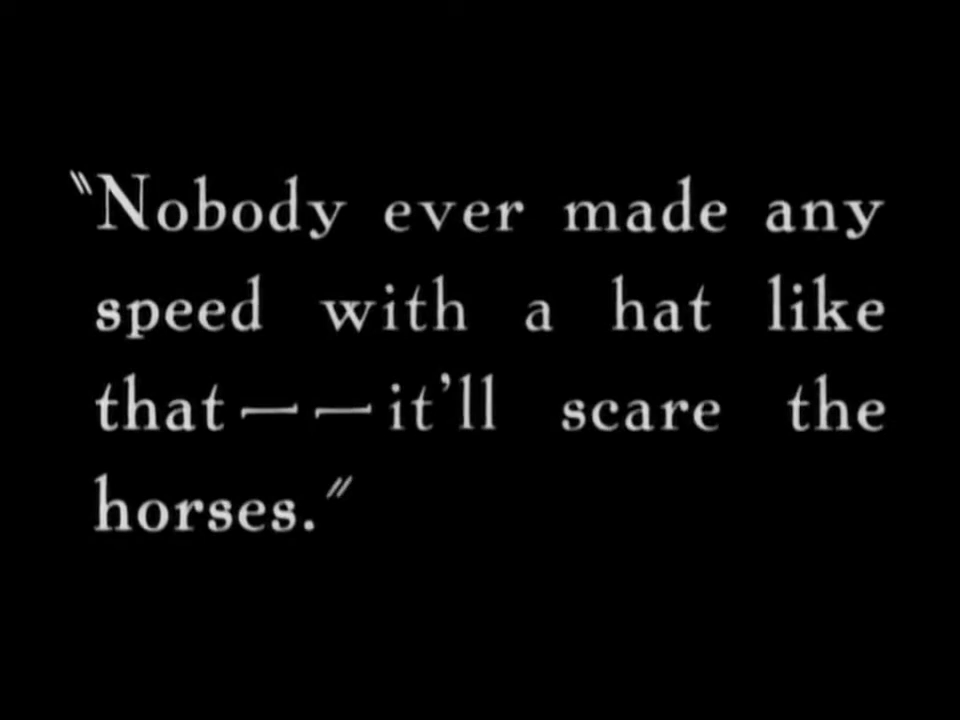 "Nobody ever made any
speed with a hat like
that——it'll scare the
horses."